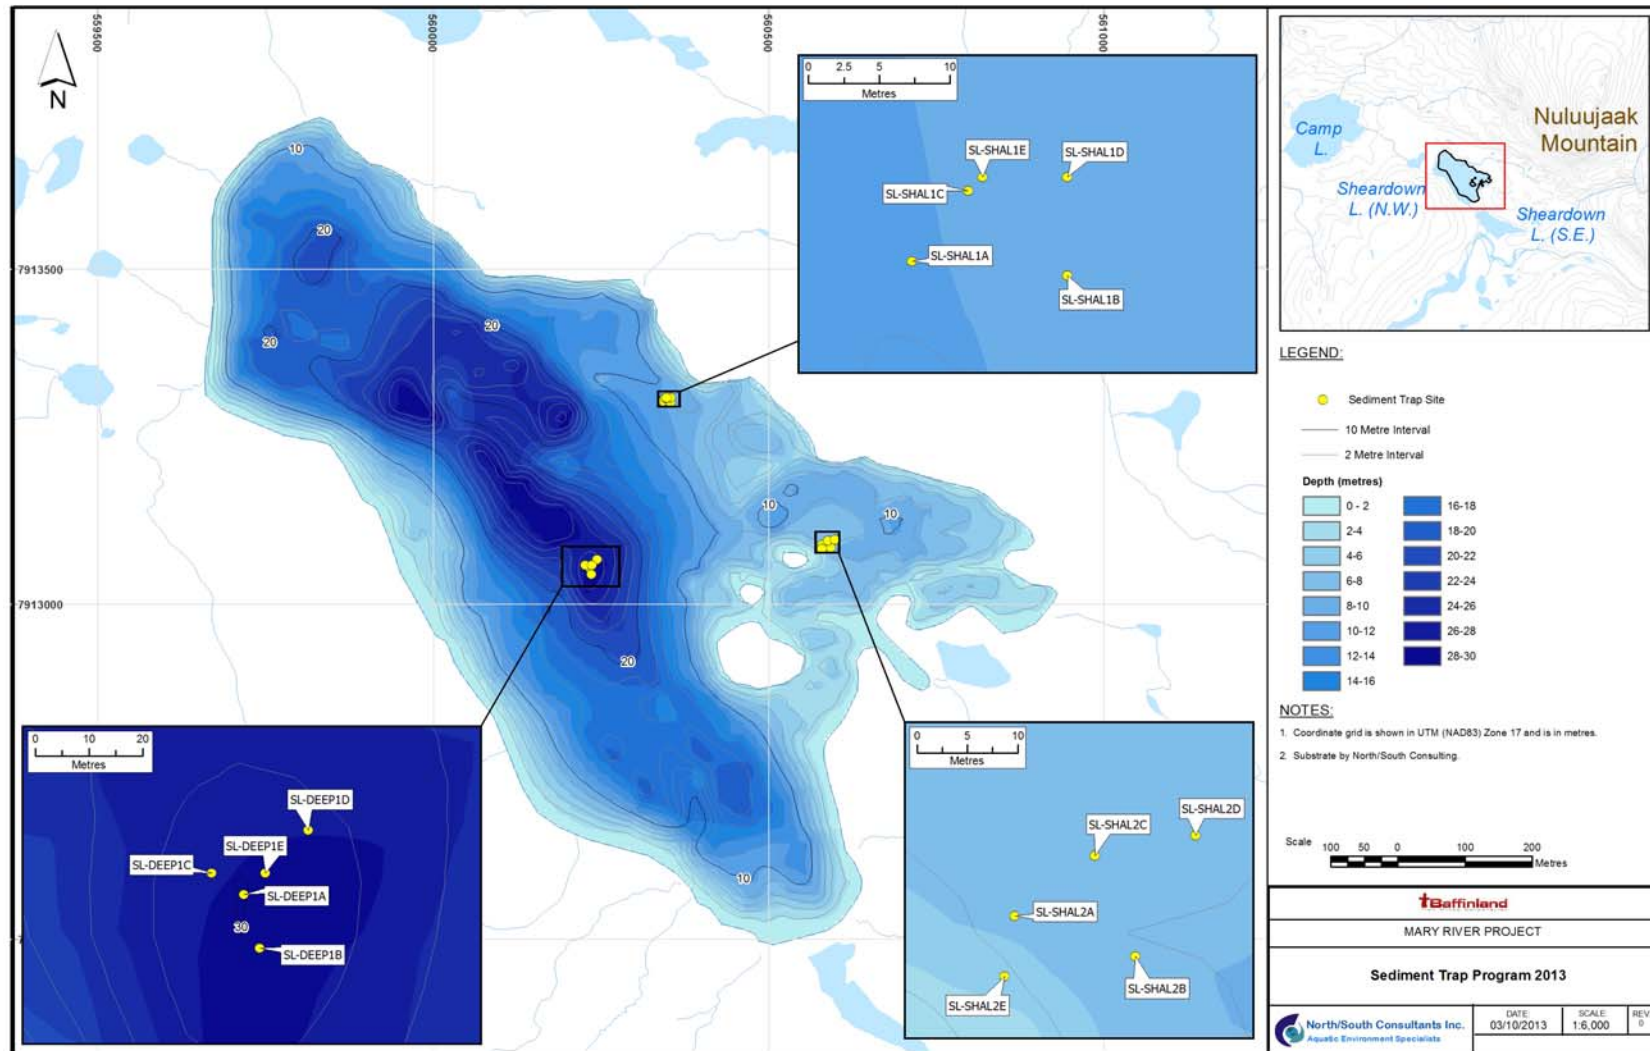 559500
560000
560500
561000
N
7913500
7913000
10
20
20
20
10
10
20
10
0 2.5 5 10
Metres
SL-SHAL1E
SL-SHAL1D
SL-SHAL1C
SL-SHAL1A
SL-SHAL1B
0 10 20
Metres
SL-DEEP1D
SL-DEEP1E
SL-DEEP1C
SL-DEEP1A
30
SL-DEEP1B
0 5 10
Metres
SL-SHAL2D
SL-SHAL2C
SL-SHAL2A
SL-SHAL2B
SL-SHAL2E
Nuluujaak
Mountain
Camp
L.
Sheardown
L. (N.W.)
Sheardown
L. (S.E.)
LEGEND:
Sediment Trap Site
10 Metre Interval
2 Metre Interval
Depth (metres)
0 - 2
2-4
4-6
6-8
8-10
10-12
12-14
14-16
16-18
18-20
20-22
22-24
24-26
26-28
28-30
NOTES:
1. Coordinate grid is shown in UTM (NAD83) Zone 17 and is in metres.
2. Substrate by North/South Consulting.
Scale 100 50 0 100 200
Metres
Baffinland
MARY RIVER PROJECT
Sediment Trap Program 2013
North/South Consultants Inc.
Aquatic Environment Specialists
DATE:
03/10/2013
SCALE:
1:6,000
REV
0